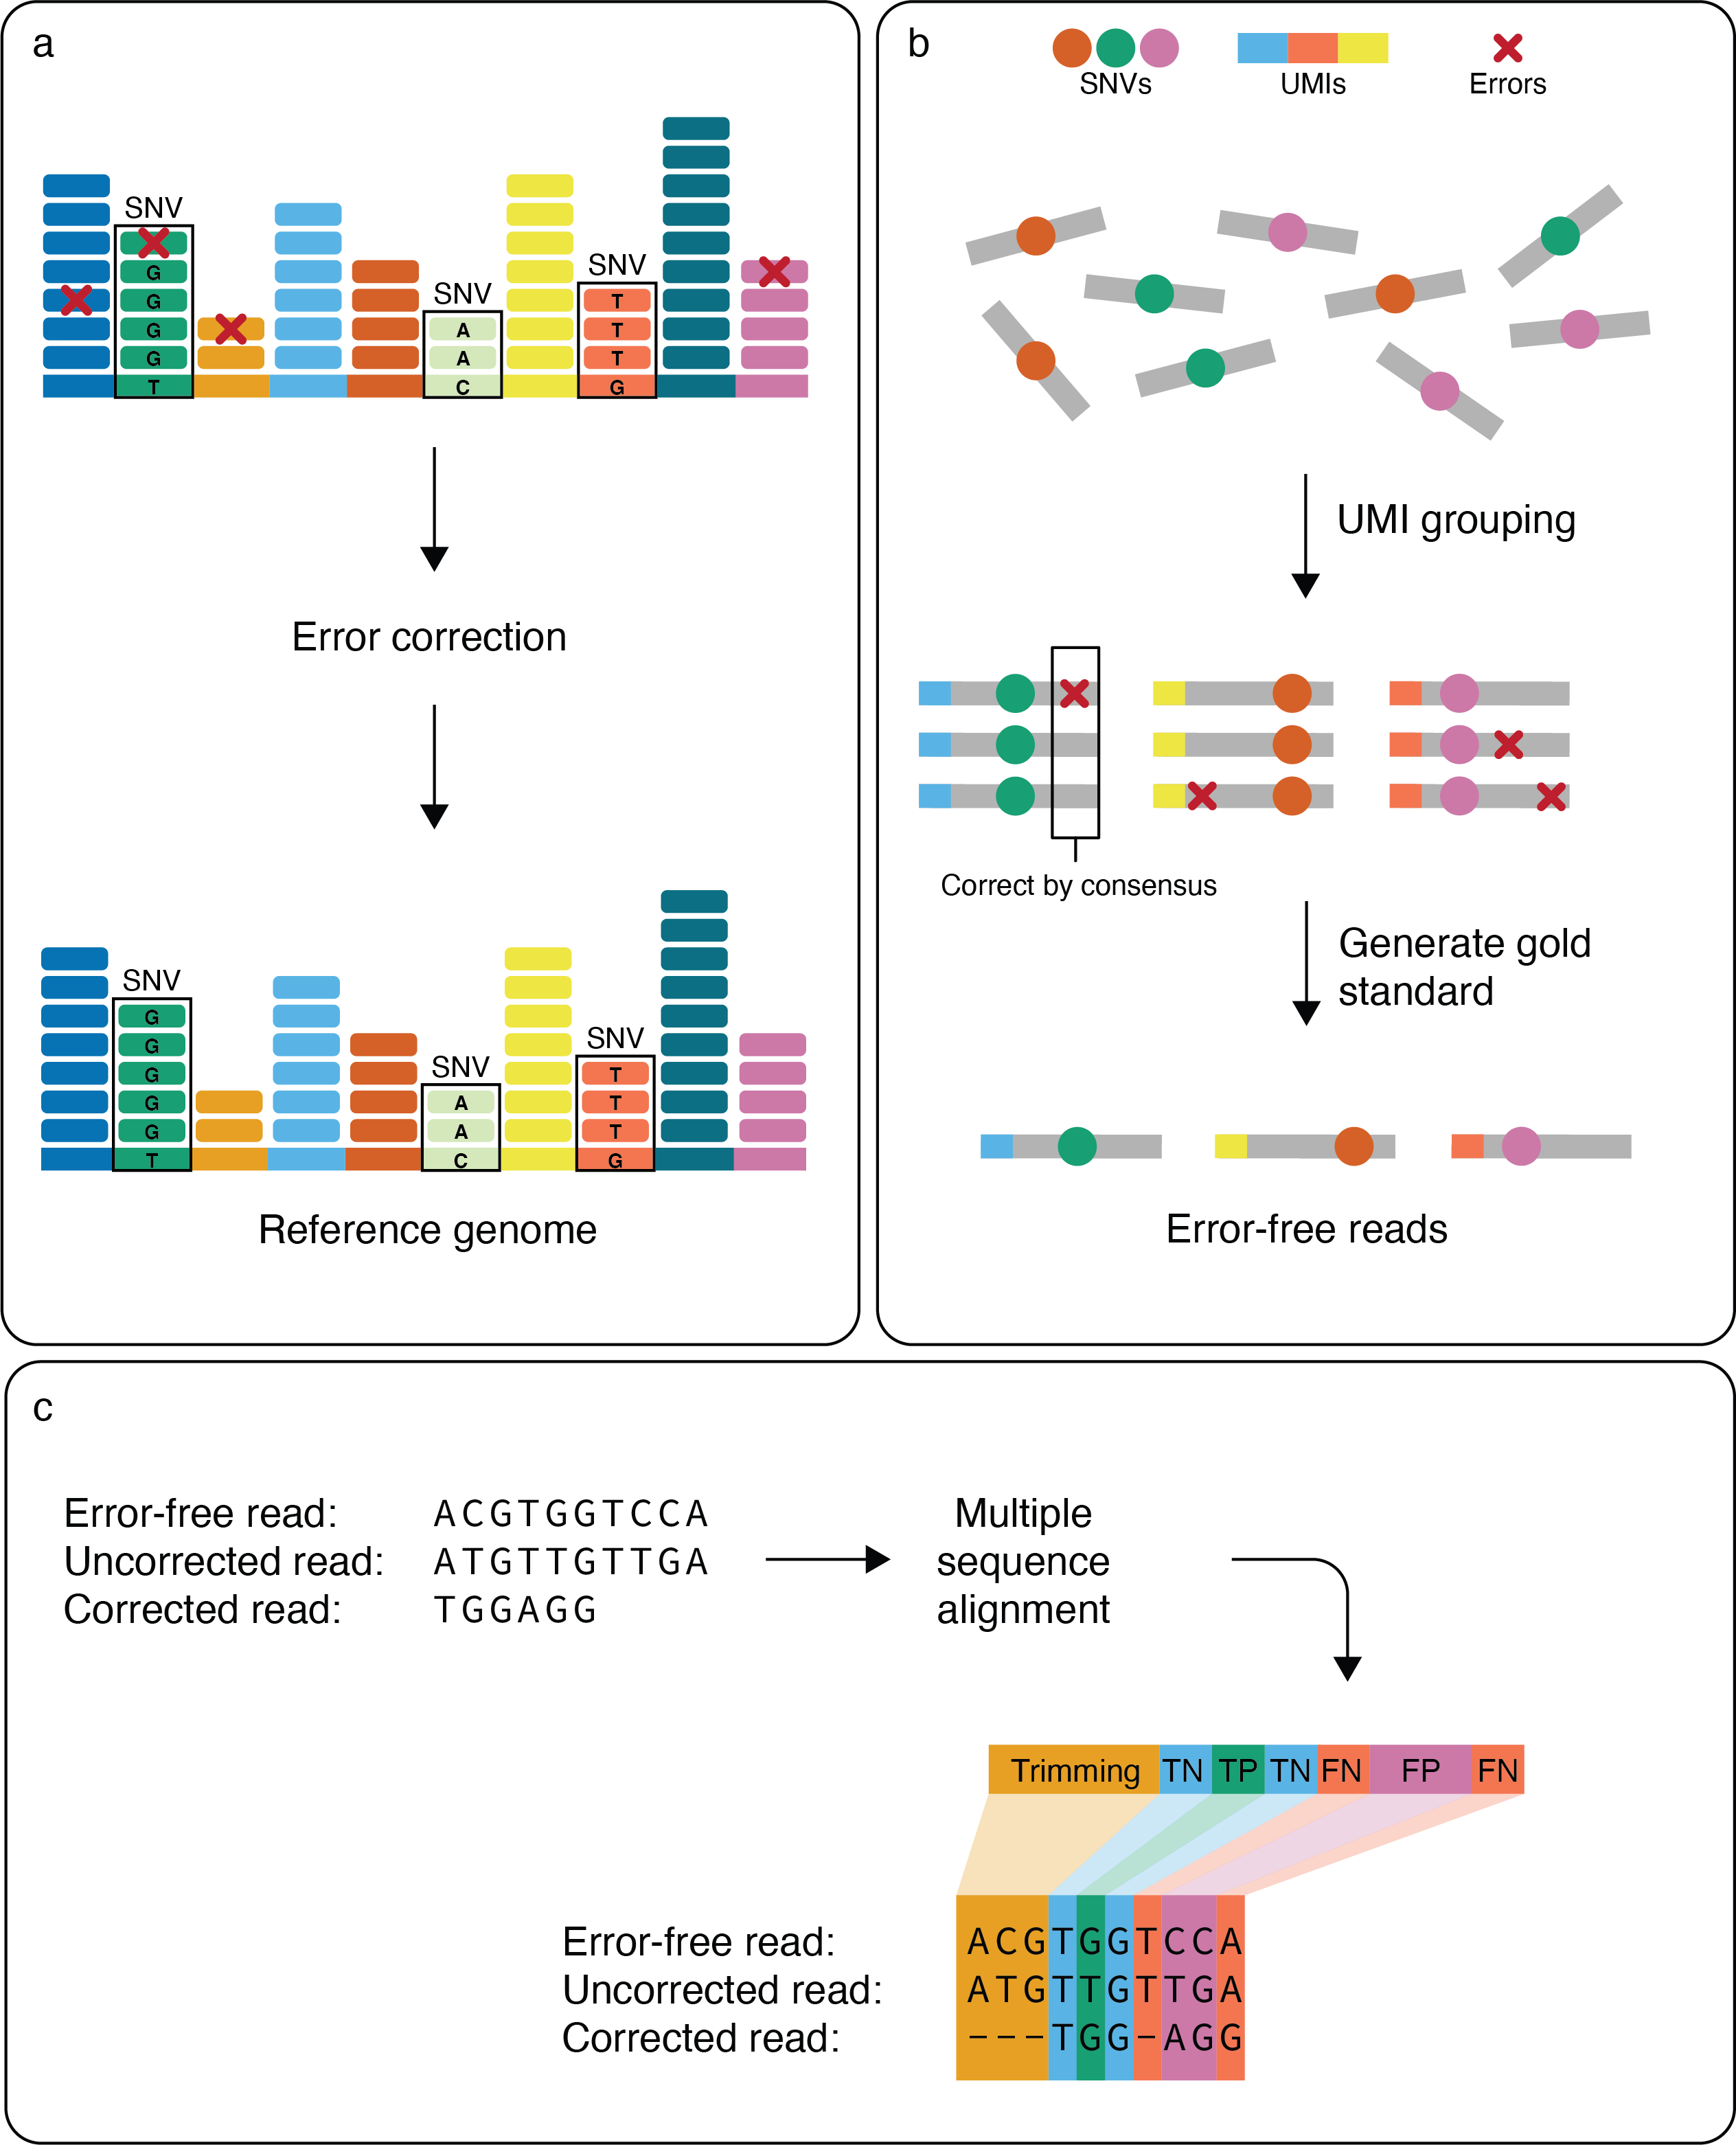 a
SNV
G
G
G
G
T
SNV
A
A
C
SNV
T
T
T
G
Error correction
SNV
G
G
G
G
G
T
SNV
A
A
C
SNV
T
T
T
G
Reference genome
b
SNVs
UMIs
Errors
UMI grouping
Correct by consensus
Generate gold
standard
Error-free reads
c
Error-free read: ACGTGGTCCA
Uncorrected read: ATGTTGTTGA
Corrected read: TGGAGG
Multiple
sequence
alignment
Trimming TN TP TN FN FP FN
Error-free read: ACGTGGTCCA
Uncorrected read: ATGTTGTTGA
Corrected read: ---TGG-AGG